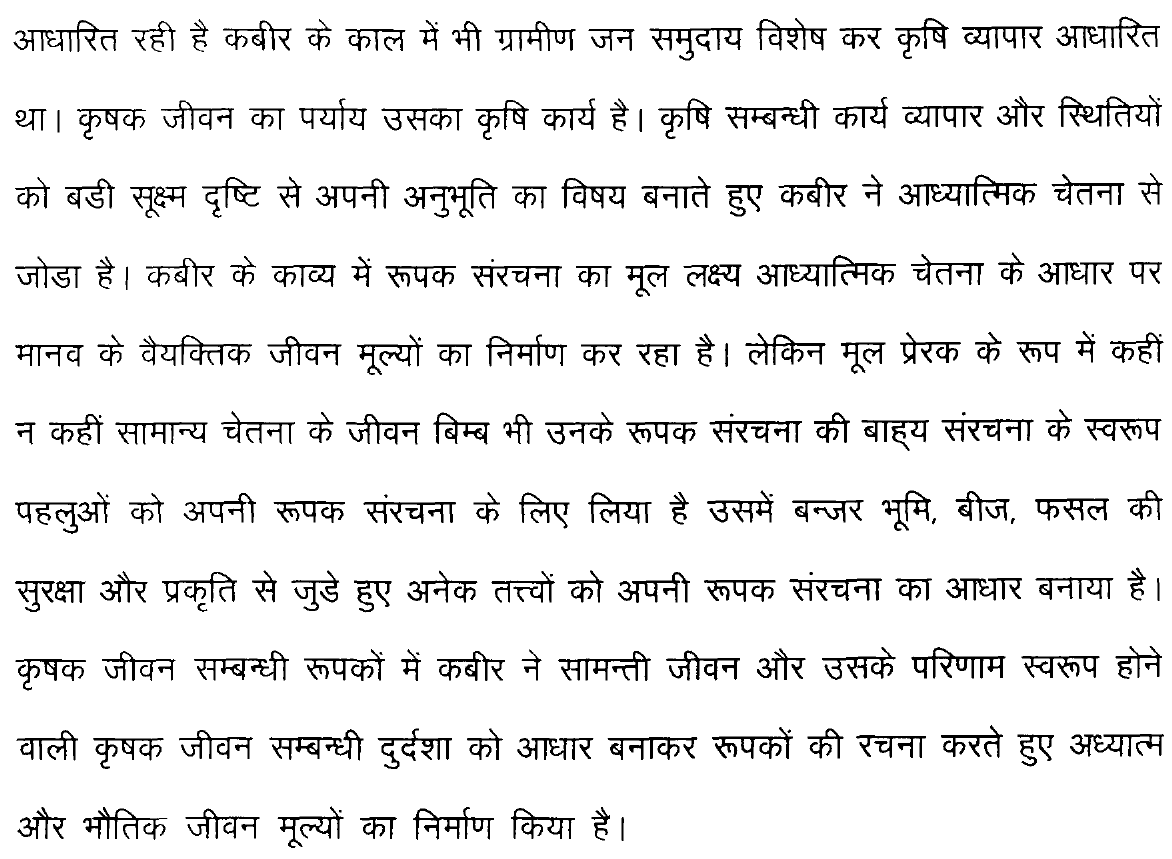 आधारित रही है कबीर के काल में भी ग्रामीण जन समुदाय विशेष कर कृषि व्यापार आधारित
था। कृषक जीवन का पर्याय उसका कृषि कार्य है। कृषि सम्बन्धी कार्य व्यापार और स्थितियों
को बडी सूक्ष्म दृष्टि से अपनी अनुभूति का विषय बनाते हुए कबीर ने आध्यात्मिक चेतना से
जोडा है। कबीर के काव्य में रूपक संरचना का मूल लक्ष्य आध्यात्मिक चेतना के आधार पर
मानव के वैयक्तिक जीवन मूल्यों का निर्माण कर रहा है। लेकिन मूल प्रेरक के रूप में कहीं
न कहीं सामान्य चेतना के जीवन बिम्ब भी उनके रूपक संरचना की बाह्य संरचना के स्वरूप
पहलुओं को अपनी रूपक संरचना के लिए लिया है उसमें बन्जर भूमि, बीज, फसल की
सुरक्षा और प्रकृति से जुडे हुए अनेक तत्त्वों को अपनी रूपक संरचना का आधार बनाया है।
कृषक जीवन सम्बन्धी रूपकों में कबीर ने सामन्ती जीवन और उसके परिणाम स्वरूप होने
वाली कृषक जीवन सम्बन्धी दुर्दशा को आधार बनाकर रूपकों की रचना करते हुए अध्यात्म
और भौतिक जीवन मूल्यों का निर्माण किया है।